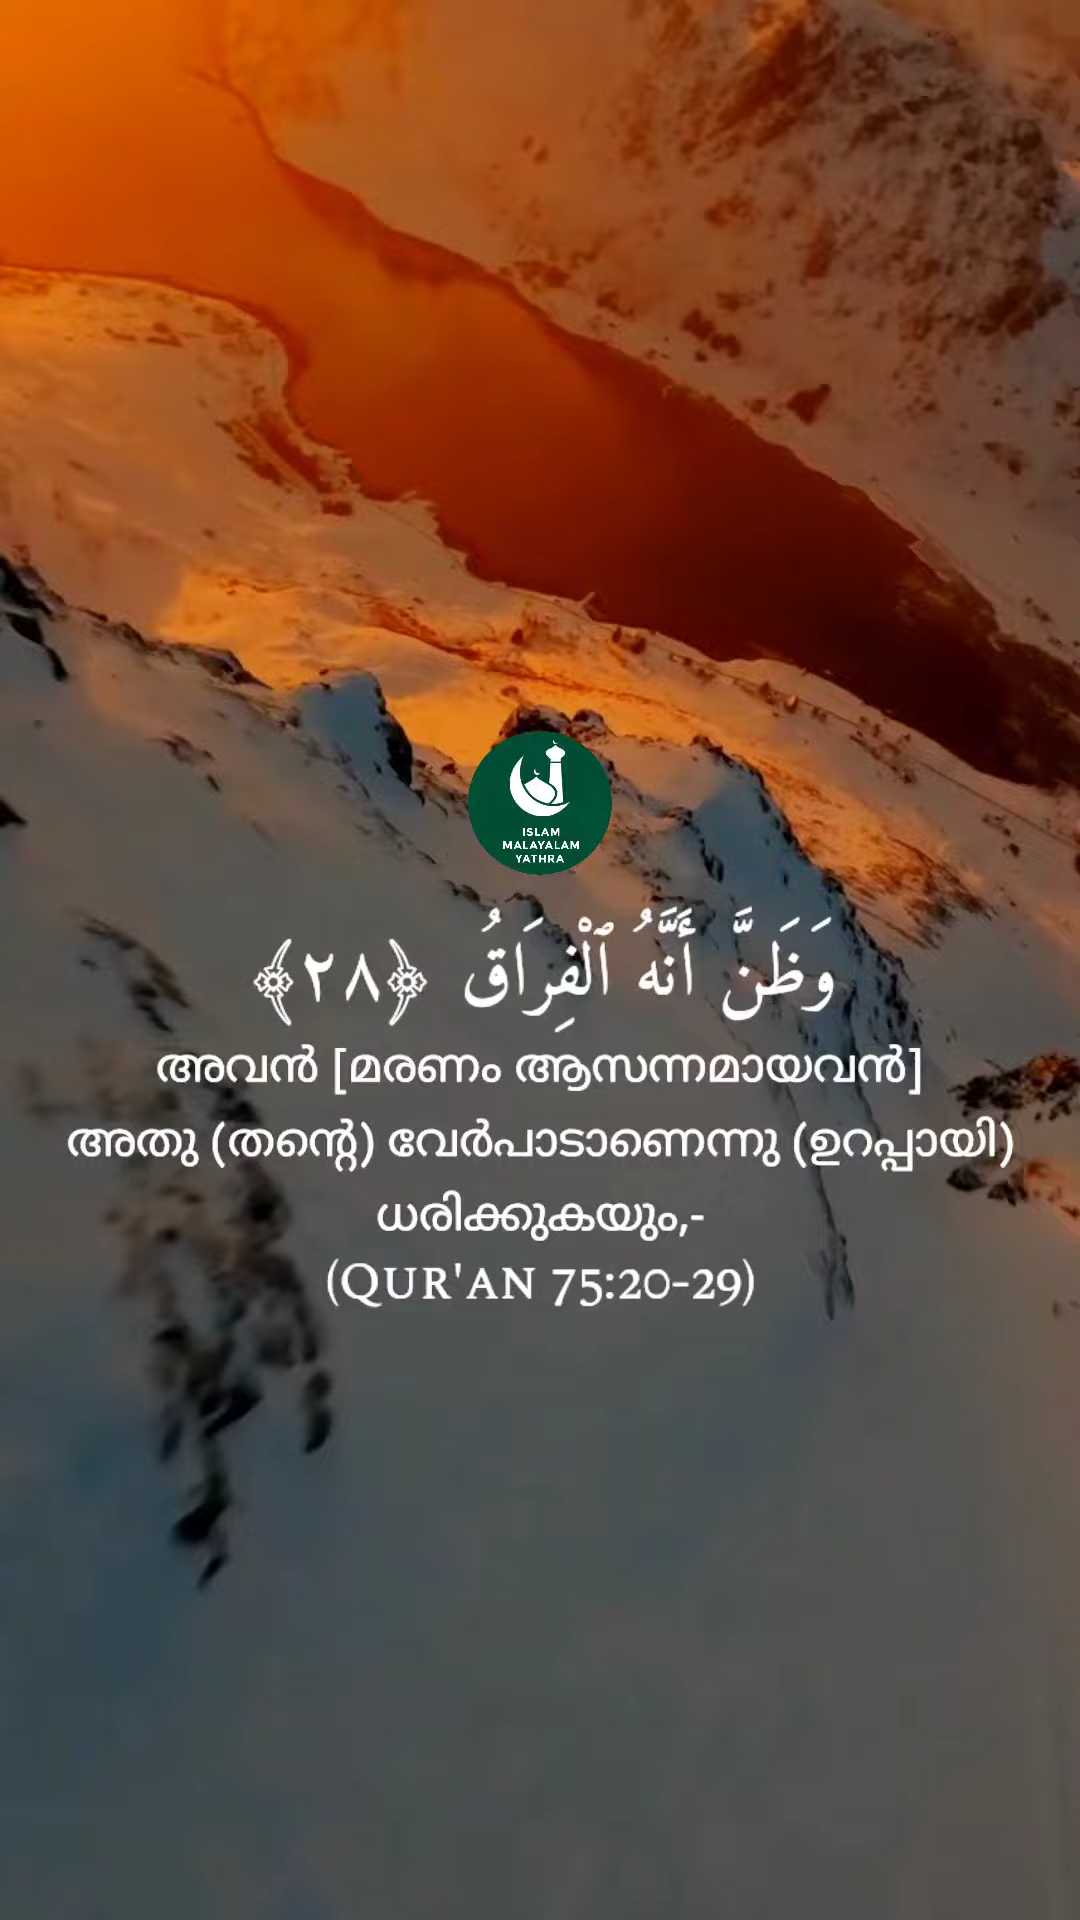 ISLAM
MALAYALAM
YATHRA
وَظَنَّ أَنَّهُ ٱلْفِرَاقُ ﴿٢٨﴾
അവൻ [മരണം ആസന്നമായവൻ]
അതു (തന്റെ) വേർപാടാണെന്നു (ഉറപ്പായി)
ധരിക്കുകയും,-
(QUR'AN 75:20-29)